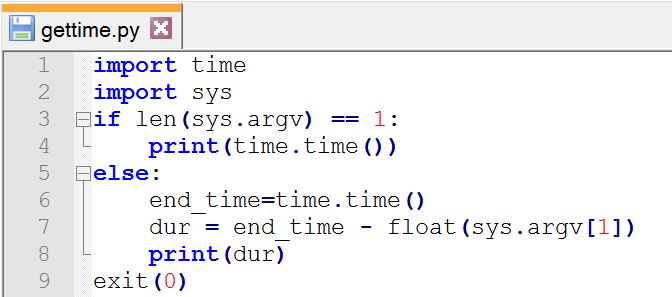 gettime.py
1 import time
2 import sys
3 if len(sys.argv) == 1:
4     print(time.time())
5 else:
6     end_time=time.time()
7     dur = end_time - float(sys.argv[1])
8     print(dur)
9 exit(0)